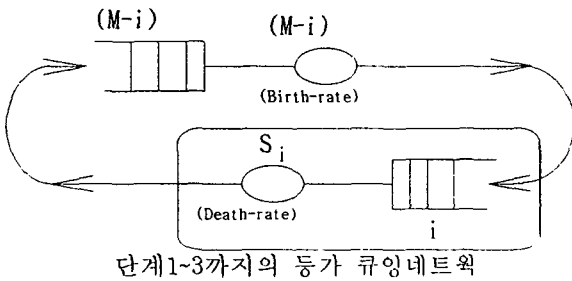 (M-i)
(M-i)
(Birth-rate)
S i
(Death-rate)
i
단계1~3까지의 등가 큐잉네트웍